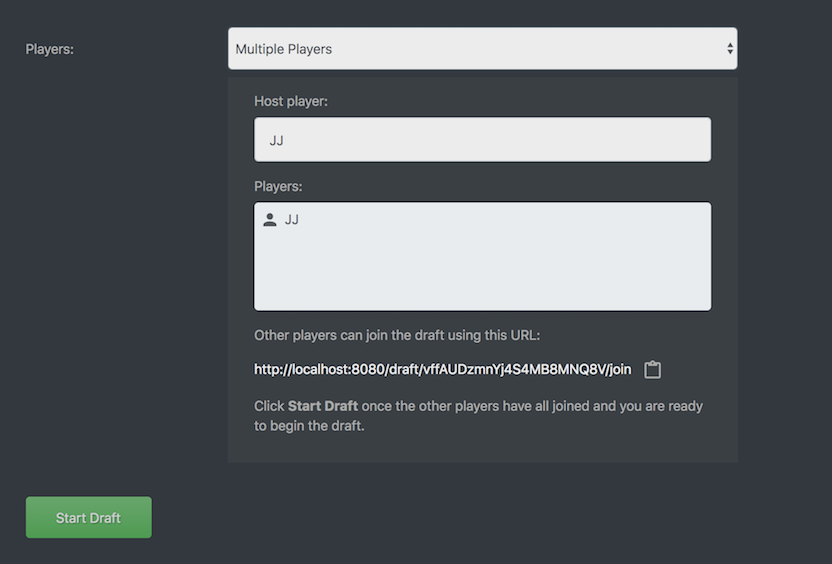 Players:
Multiple Players
Host player:
JJ
Players:
JJ
Other players can join the draft using this URL:
http://localhost:8080/draft/vffAUDzmnYj4S4MB8MNQ8V/join
Click Start Draft once the other players have all joined and you are ready
to begin the draft.
Start Draft